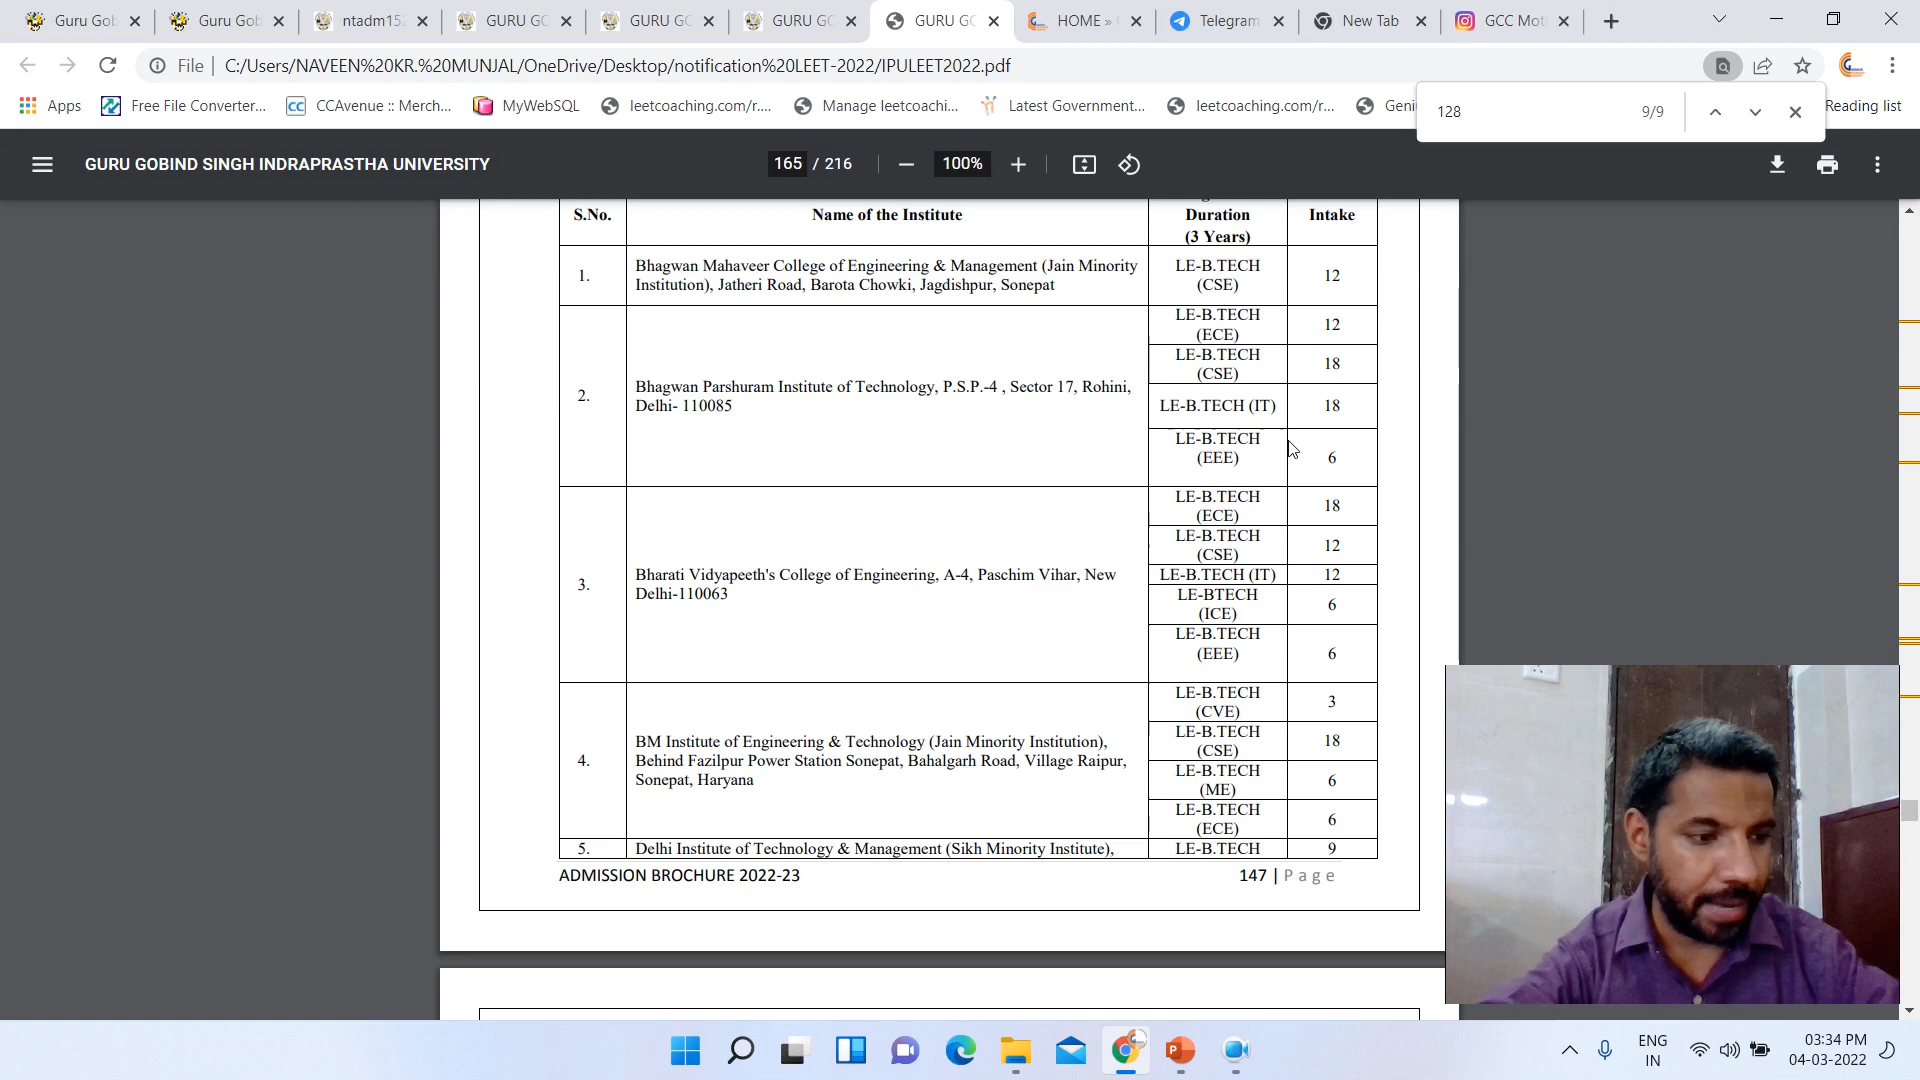 Guru Gob
Guru Gob
ntadm152
GURU GO
GURU GO
GURU GO
GURU GO
HOME »
Telegram
New Tab
GCC Mot
File
C:/Users/NAVEEN%20KR.%20MUNJAL/OneDrive/Desktop/notification%20LEET-2022/IPULEET2022.pdf
Apps
Free File Converter...
CCAvenue :: Merch...
MyWebSQL
leetcoaching.com/r....
Manage leetcoachi...
Latest Government...
leetcoaching.com/r...
Geni
Reading list
128
9/9
GURU GOBIND SINGH INDRAPRASTHA UNIVERSITY
165 / 216
100%
S.No.
Name of the Institute
Duration
(3 Years)
Intake
1.
Bhagwan Mahaveer College of Engineering & Management (Jain Minority
Institution), Jatheri Road, Barota Chowki, Jagdishpur, Sonepat
LE-B.TECH
(CSE)
12
2.
Bhagwan Parshuram Institute of Technology, P.S.P.-4 , Sector 17, Rohini,
Delhi- 110085
LE-B.TECH
(ECE)
12
LE-B.TECH
(CSE)
18
LE-B.TECH (IT)
18
LE-B.TECH
(EEE)
6
3.
Bharati Vidyapeeth's College of Engineering, A-4, Paschim Vihar, New
Delhi-110063
LE-B.TECH
(ECE)
18
LE-B.TECH
(CSE)
12
LE-B.TECH (IT)
12
LE-BTECH
(ICE)
6
LE-B.TECH
(EEE)
6
4.
BM Institute of Engineering & Technology (Jain Minority Institution),
Behind Fazilpur Power Station Sonepat, Bahalgarh Road, Village Raipur,
Sonepat, Haryana
LE-B.TECH
(CVE)
3
LE-B.TECH
(CSE)
18
LE-B.TECH
(ME)
6
LE-B.TECH
(ECE)
6
5.
Delhi Institute of Technology & Management (Sikh Minority Institute),
LE-B.TECH
9
ADMISSION BROCHURE 2022-23
147 | Page
ENG
IN
03:34 PM
04-03-2022